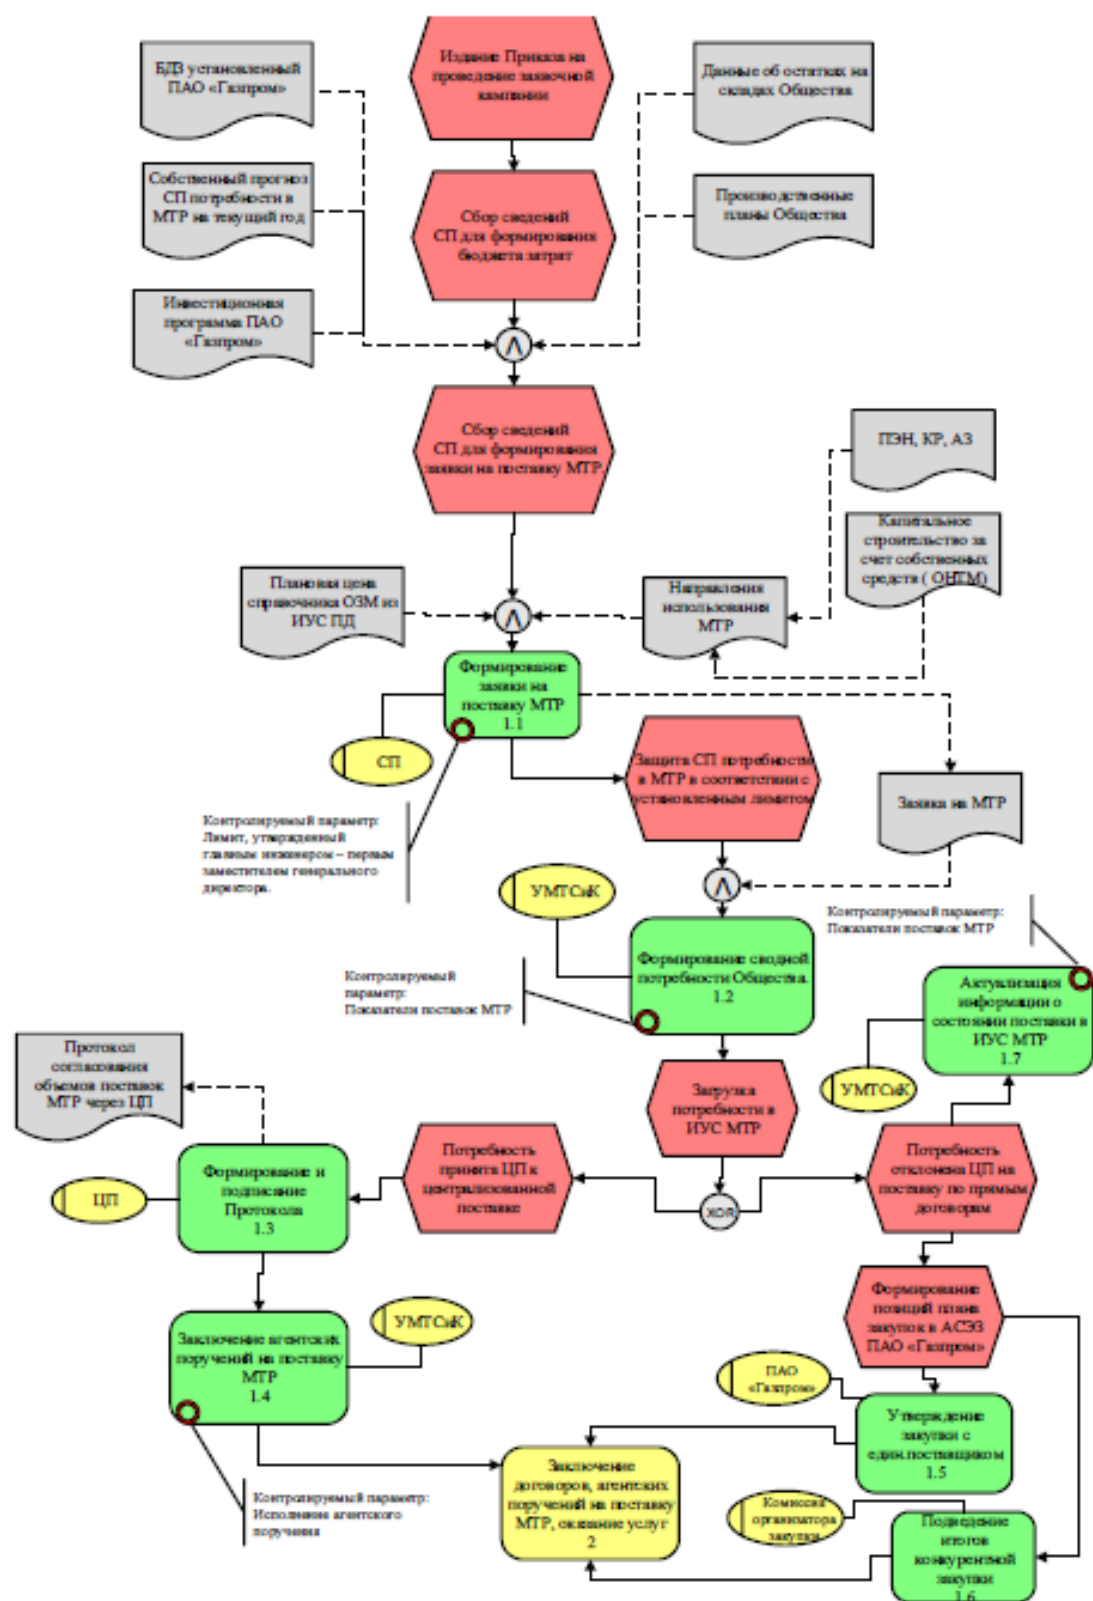 БДЗ установленный
ПАО «Газпром»
Издание Приказа на
проведение заявочной
кампании
Данные об остатках на
складах Общества
Собственный прогноз
СП потребности в
МТР на текущий год
Сбор сведений
СП для формирования
бюджета затрат
Производственные
планы Общества
Инвестиционная
программа ПАО
«Газпром»
Λ
Сбор сведений
СП для формирования
заявки на поставку МТР.
ПЭН, КР, АЗ
Капитальное
строительство за
счет собственных
средств ( ОНТМ)
Плановая цена
справочника ОЗМ из
ИУС ПД
Λ
Направления
использования
МТР
Формирование
заявки на
поставку МТР
1.1
СП
Защита СП потребности
в МТР в соответствии с
установленным лимитом
Заявка на МТР
Контролируемый параметр:
Лимит, утвержденный
главным инженером – первым
заместителем генерального
директора.
УМТСиК
Λ
Контролируемый параметр:
Показатели поставок МТР
Формирование сводной
потребности Общества.
1.2
Контролируемый
параметр:
Показатели поставок МТР
Актуализация
информации о
состоянии поставки в
ИУС МТР
1.7
УМТСиК
Протокол
согласования
объемов поставок
МТР через ЦП
Загрузка
потребности в
ИУС МТР
Формирование и
подписание
Протокола
1.3
ЦП
Потребность
принята ЦП к
централизованной
поставке
XOR
Потребность
отклонена ЦП на
поставку по прямым
договорам
Заключение агентских
поручений на поставку
МТР
1.4
УМТСиК
Формирование
позиций плана
закупок в АСЭЗ
ПАО «Газпром»
ПАО
«Газпром»
Утверждение
закупки с
един.поставщиком
1.5
Контролируемый параметр:
Исполнение агентского
поручения
Заключение
договоров, агентских
поручений на поставку
МТР, оказание услуг
2
Комиссия
организатора
закупки
Подведение
итогов
конкурентной
закупки
1.6